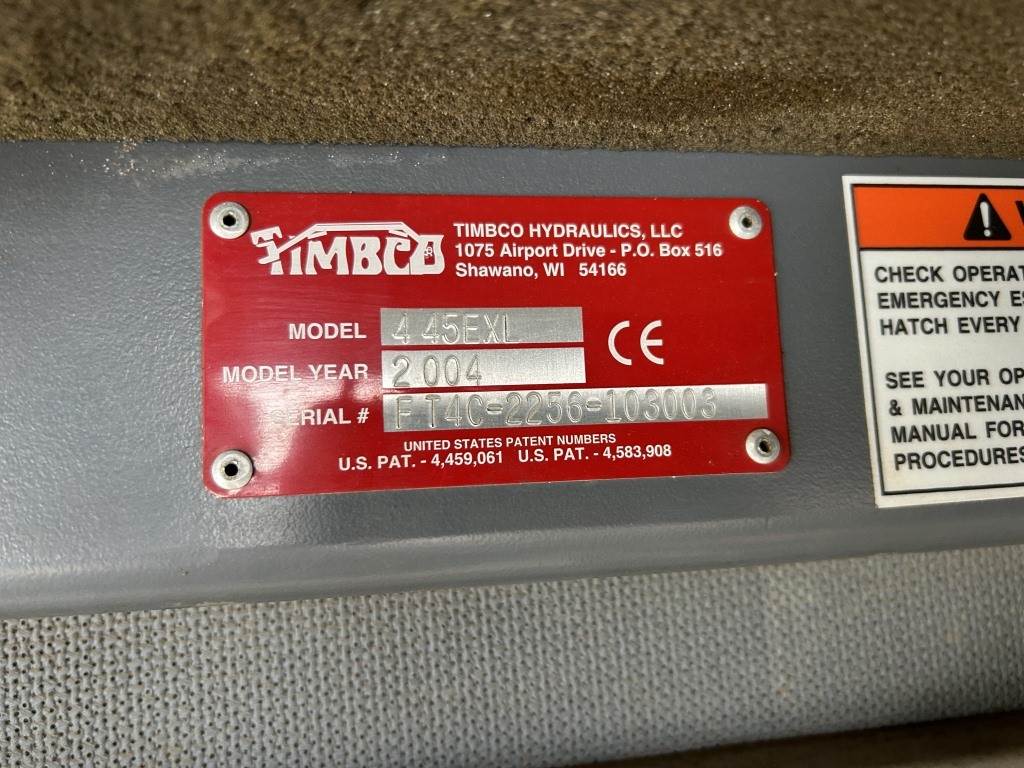 TIMBCO
TIMBCO HYDRAULICS, LLC
1075 Airport Drive - P.O. Box 516
Shawano, WI 54166
MODEL 445EXL
CE
MODEL YEAR 2004
SERIAL # FT4C-2256-103003
UNITED STATES PATENT NUMBERS
U.S. PAT. - 4,459,061 U.S. PAT. - 4,583,908
CHECK OPERAT
EMERGENCY ES
HATCH EVERY
SEE YOUR OP
& MAINTENAN
MANUAL FOR
PROCEDURES